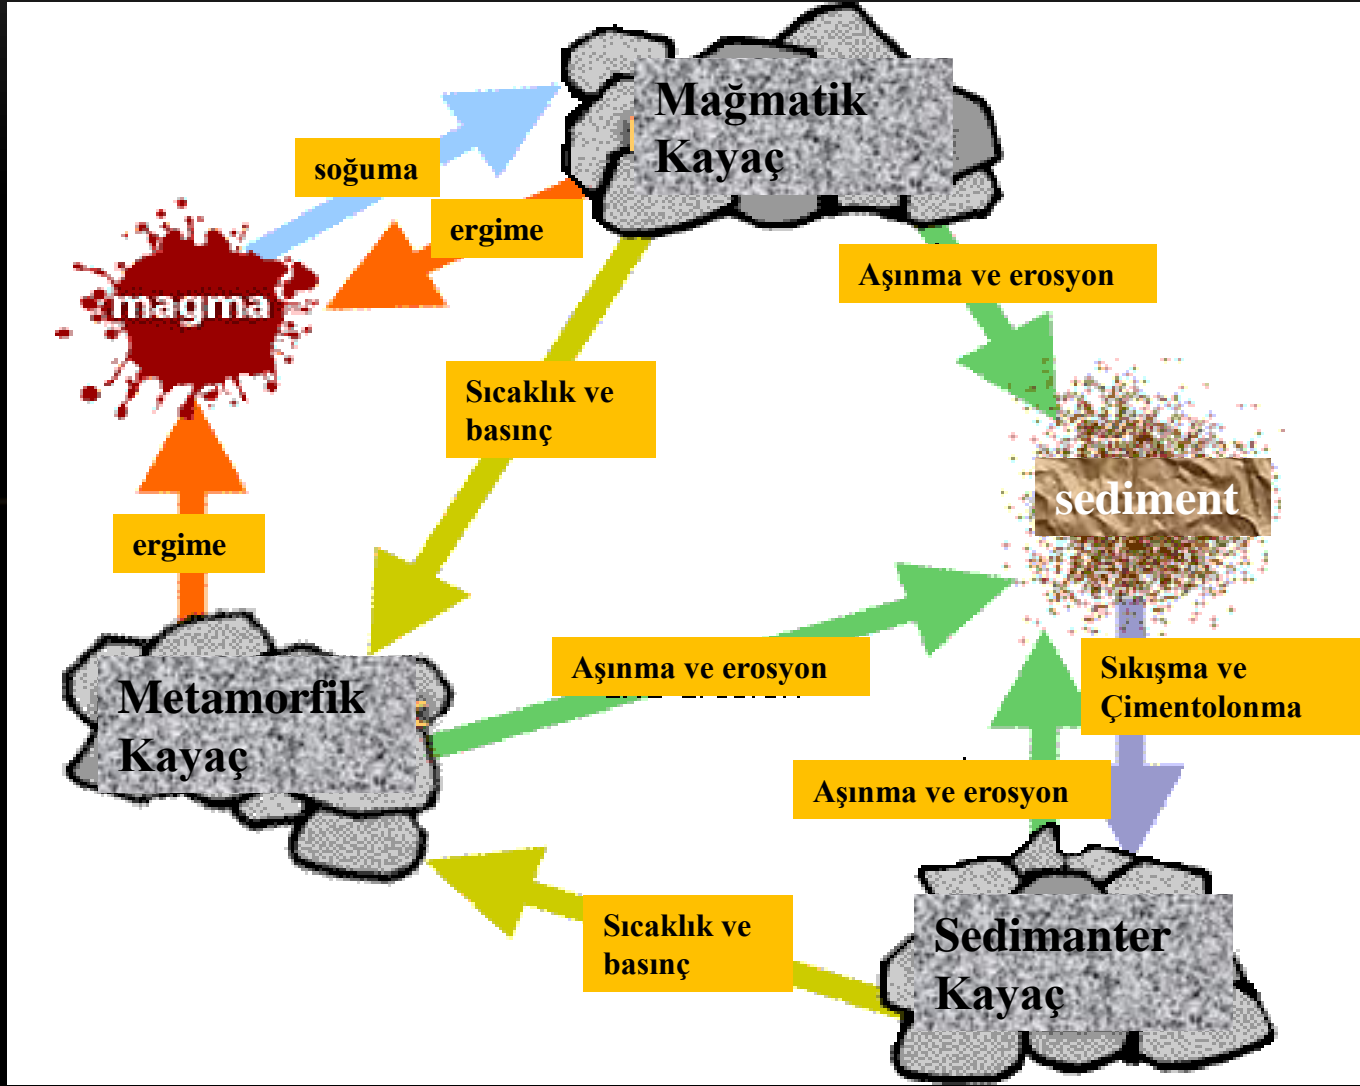 Mağmatik
Kayaç
soğuma
ergime
Aşınma ve erosyon
magma
Sıcaklık ve
basınç
sediment
ergime
Aşınma ve erosyon
Sıkışma ve
Çimentolonma
Metamorfik
Kayaç
Aşınma ve erosyon
Sıcaklık ve
basınç
Sedimanter
Kayaç